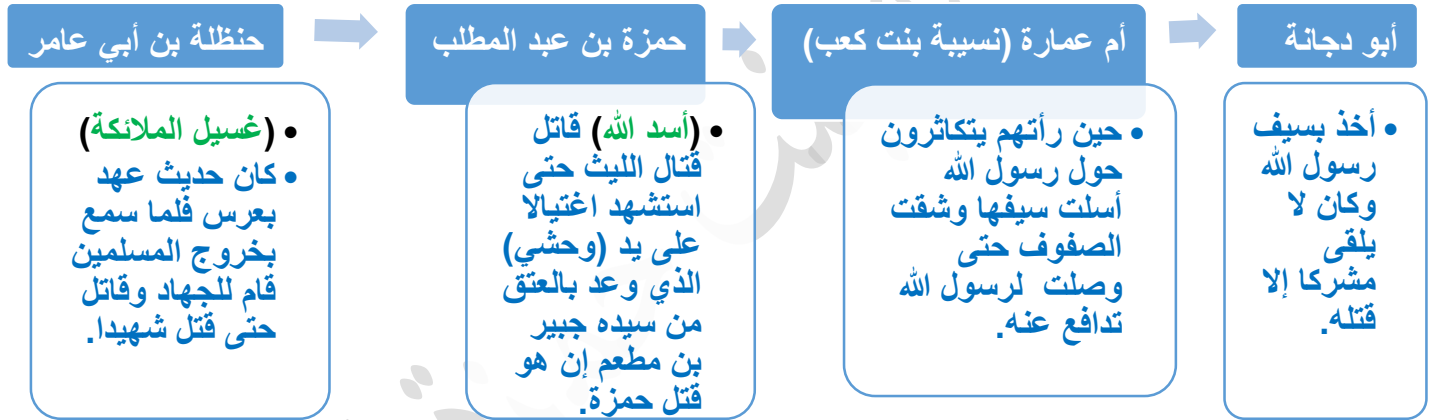 أبو دجانة
• أخذ بسيف
رسول الله
وكان لا
يلقى
مشركا إلا
قتله.
أم عمارة (نسيبة بنت كعب)
• حين رأتهم يتكاثرون
حول رسول الله
أسلت سيفها وشقت
الصفوف حتى
وصلت لرسول الله
تدافع عنه.
حمزة بن عبد المطلب
• (أسد الله) قاتل
قتال الليث حتى
استشهد اغتيالا
على يد (وحشي)
الذي وعد بالعتق
من سيده جبير
بن مطعم إن هو
قتل حمزة.
حنظلة بن أبي عامر
• (غسيل الملائكة)
• كان حديث عهد
بعرس فلما سمع
بخروج المسلمين
قام للجهاد وقاتل
حتى قتل شهيدا.